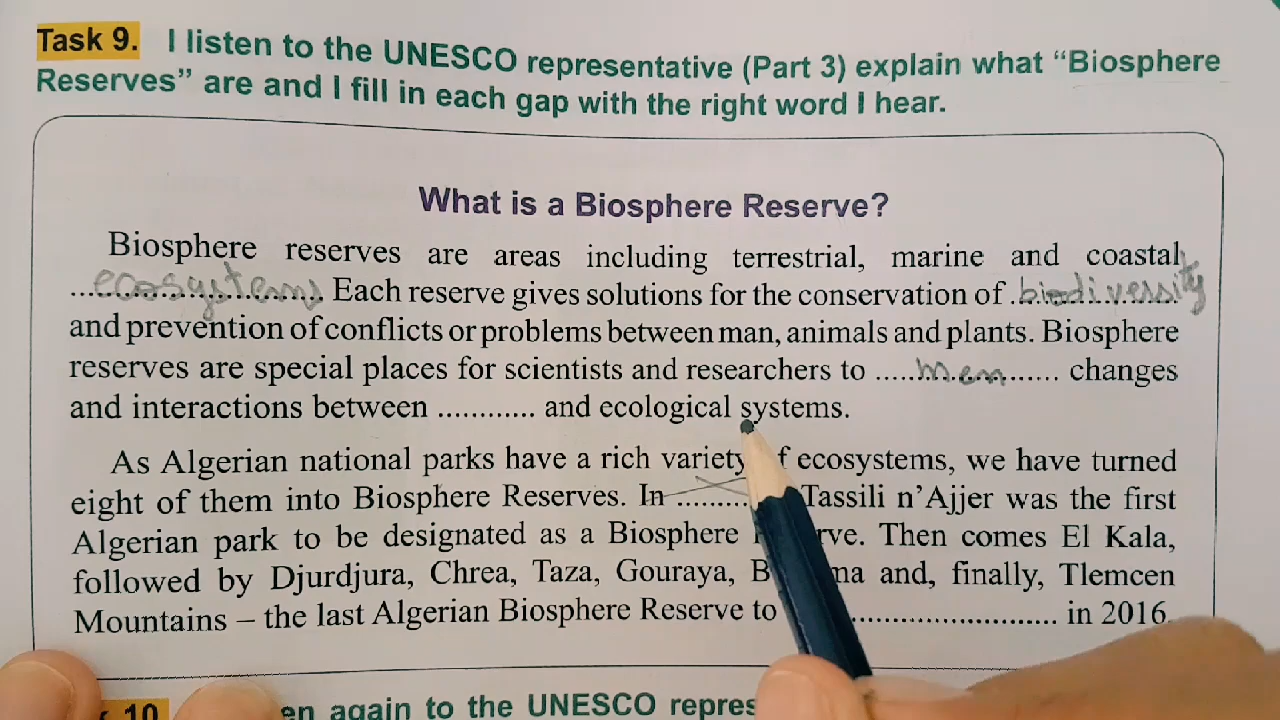 Task 9. I listen to the UNESCO representative (Part 3) explain what “Biosphere
Reserves” are and I fill in each gap with the right word I hear.
What is a Biosphere Reserve?
Biosphere reserves are areas including terrestrial, marine and coastal
ecosystems. Each reserve gives solutions for the conservation of biodiversity
and prevention of conflicts or problems between man, animals and plants. Biosphere
reserves are special places for scientists and researchers to ...... men ...... changes
and interactions between ............ and ecological systems.
As Algerian national parks have a rich variety of ecosystems, we have turned
eight of them into Biosphere Reserves. In .......... Tassili n’Ajjer was the first
Algerian park to be designated as a Biosphere Then comes El Kala,
followed by Djurdjura, Chrea, Taza, Gouraya, and, finally, Tlemcen
Mountains – the last Algerian Biosphere Reserve to ............................ in 2016.
10 again to the UNESCO